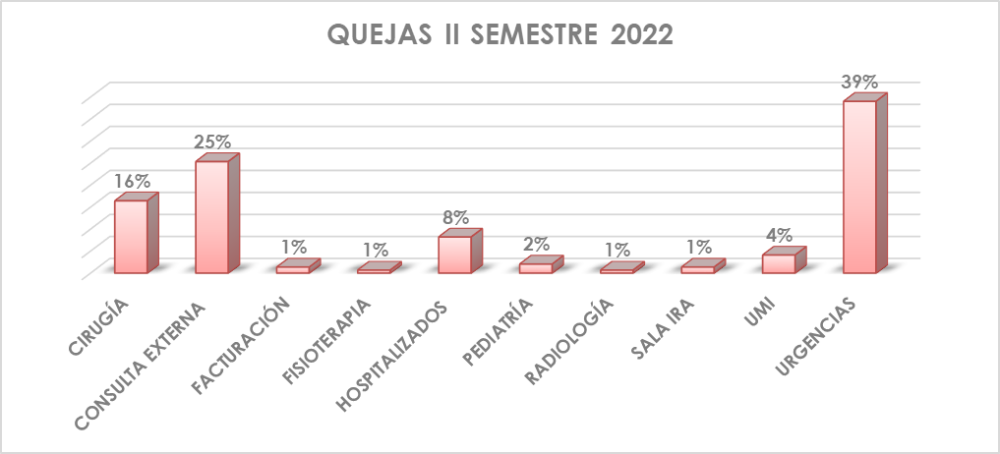 QUEJAS II SEMESTRE 2022
16%
25%
1%
1%
8%
2%
1%
1%
4%
39%
CIRUGÍA
CONSULTA EXTERNA
FACTURACIÓN
FISIOTERAPIA
HOSPITALIZADOS
PEDIATRÍA
RADIOLOGÍA
SALA IRA
UMI
URGENCIAS